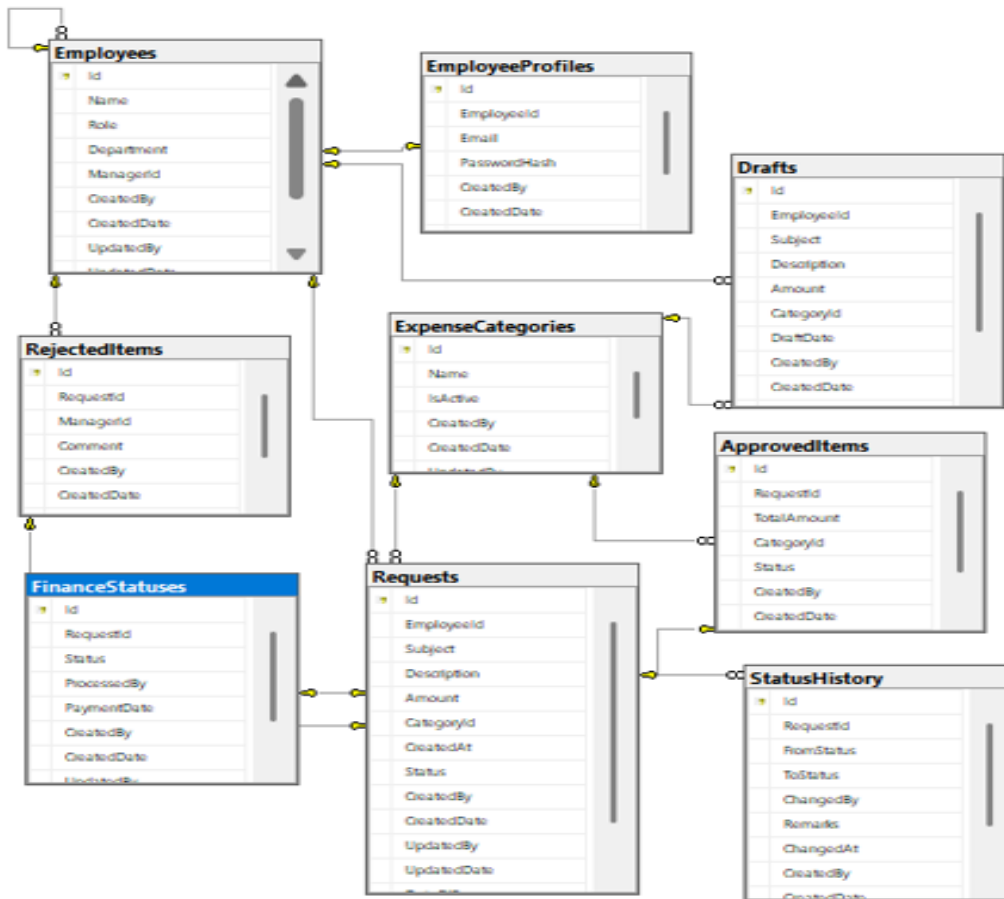 Employees
Id
Name
Role
Department
ManagerId
CreatedBy
CreatedDate
UpdatedBy
UpdatedDate
EmployeeProfiles
Id
EmployeeId
Email
PasswordHash
CreatedBy
CreatedDate
Drafts
Id
EmployeeId
Subject
Description
Amount
CategoryId
DraftDate
CreatedBy
CreatedDate
RejectedItems
Id
RequestId
ManagerId
Comment
CreatedBy
CreatedDate
ExpenseCategories
Id
Name
IsActive
CreatedBy
CreatedDate
UpdatedBy
ApprovedItems
Id
RequestId
TotalAmount
CategoryId
Status
CreatedBy
CreatedDate
FinanceStatuses
Id
RequestId
Status
ProcessedBy
PaymentDate
CreatedBy
CreatedDate
UpdatedBy
Requests
Id
EmployeeId
Subject
Description
Amount
CategoryId
CreatedAt
Status
CreatedBy
CreatedDate
UpdatedBy
UpdatedDate
StatusHistory
Id
RequestId
FromStatus
ToStatus
ChangedBy
Remarks
ChangedAt
CreatedBy
CreatedDate